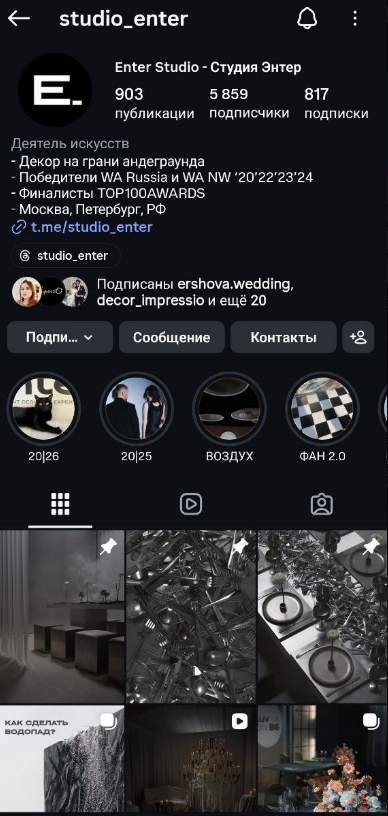 studio_enter
E.
Enter Studio - Студия Энтер
903 5 859 817
публикации подписчики подписки
Деятель искусств
- Декор на грани андеграунда
- Победители WA Russia и WA NW ‘20’22’23’24
- Финалисты TOP100AWARDS
- Москва, Петербург, РФ
t.me/studio_enter
studio_enter
Подписаны ershova.wedding,
decor_impressio и ещё 20
Подпи... Сообщение Контакты
20|26 20|25 ВОЗДУХ ФАН 2.0
КАК СДЕЛАТЬ
ВОДОПАД?